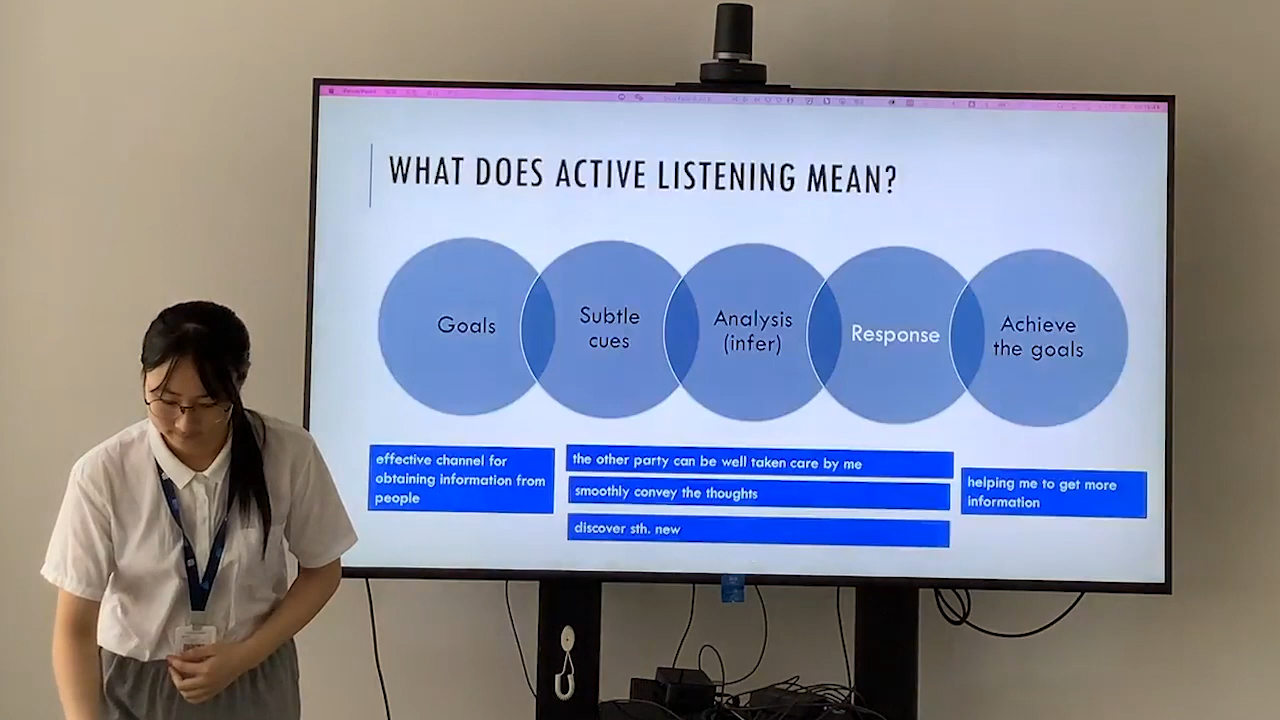 WHAT DOES ACTIVE LISTENING MEAN?
Goals
Subtle
cues
Analysis
(infer)
Response
Achieve
the goals
effective channel for
obtaining information from
people
the other party can be well taken care by me
smoothly convey the thoughts
discover sth. new
helping me to get more
information